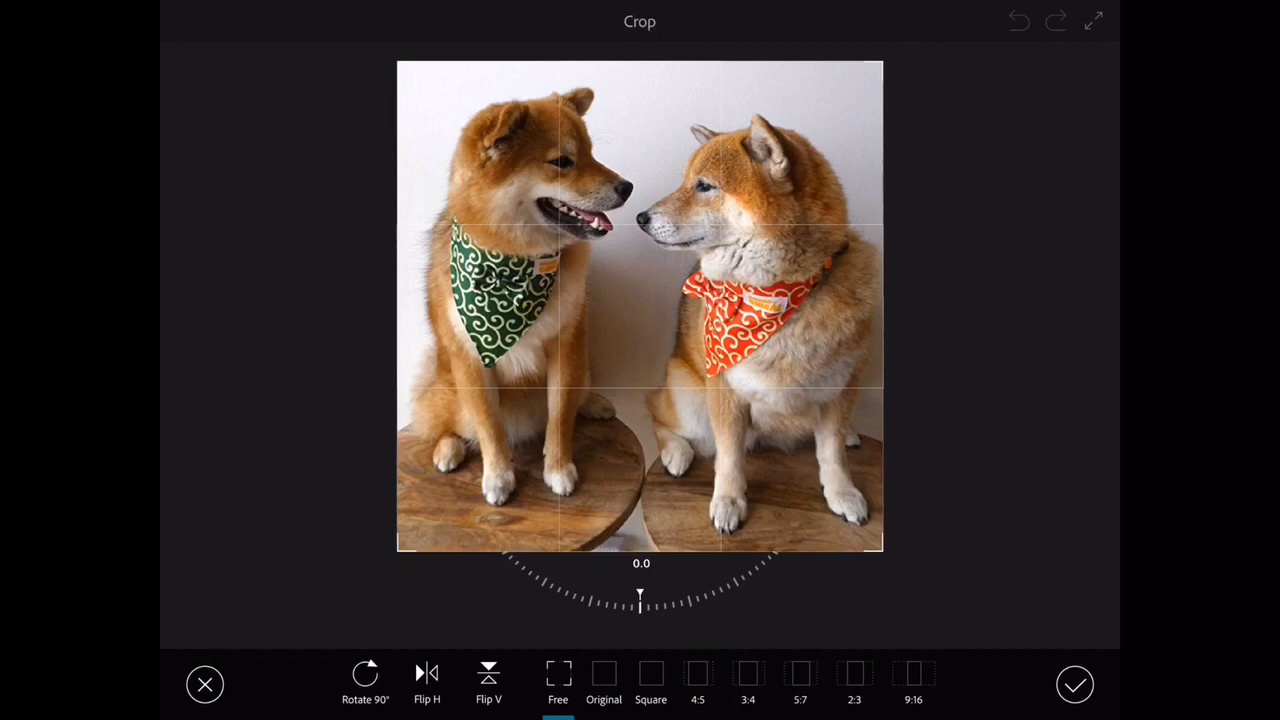 Crop
0.0
Rotate 90°
Flip H
Flip V
Free
Original
Square
4:5
3:4
5:7
2:3
9:16